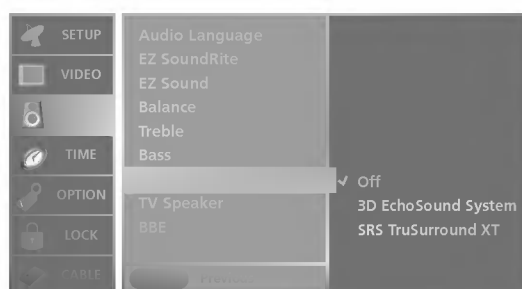 SETUP
VIDEO
TIME
OPTION
LOCK
CABLE
Audio Language
EZ SoundRite
EZ Sound
Balance
Treble
Bass
TV Speaker
BBE
Previous
Off
3D EchoSound System
SRS TruSurround XT